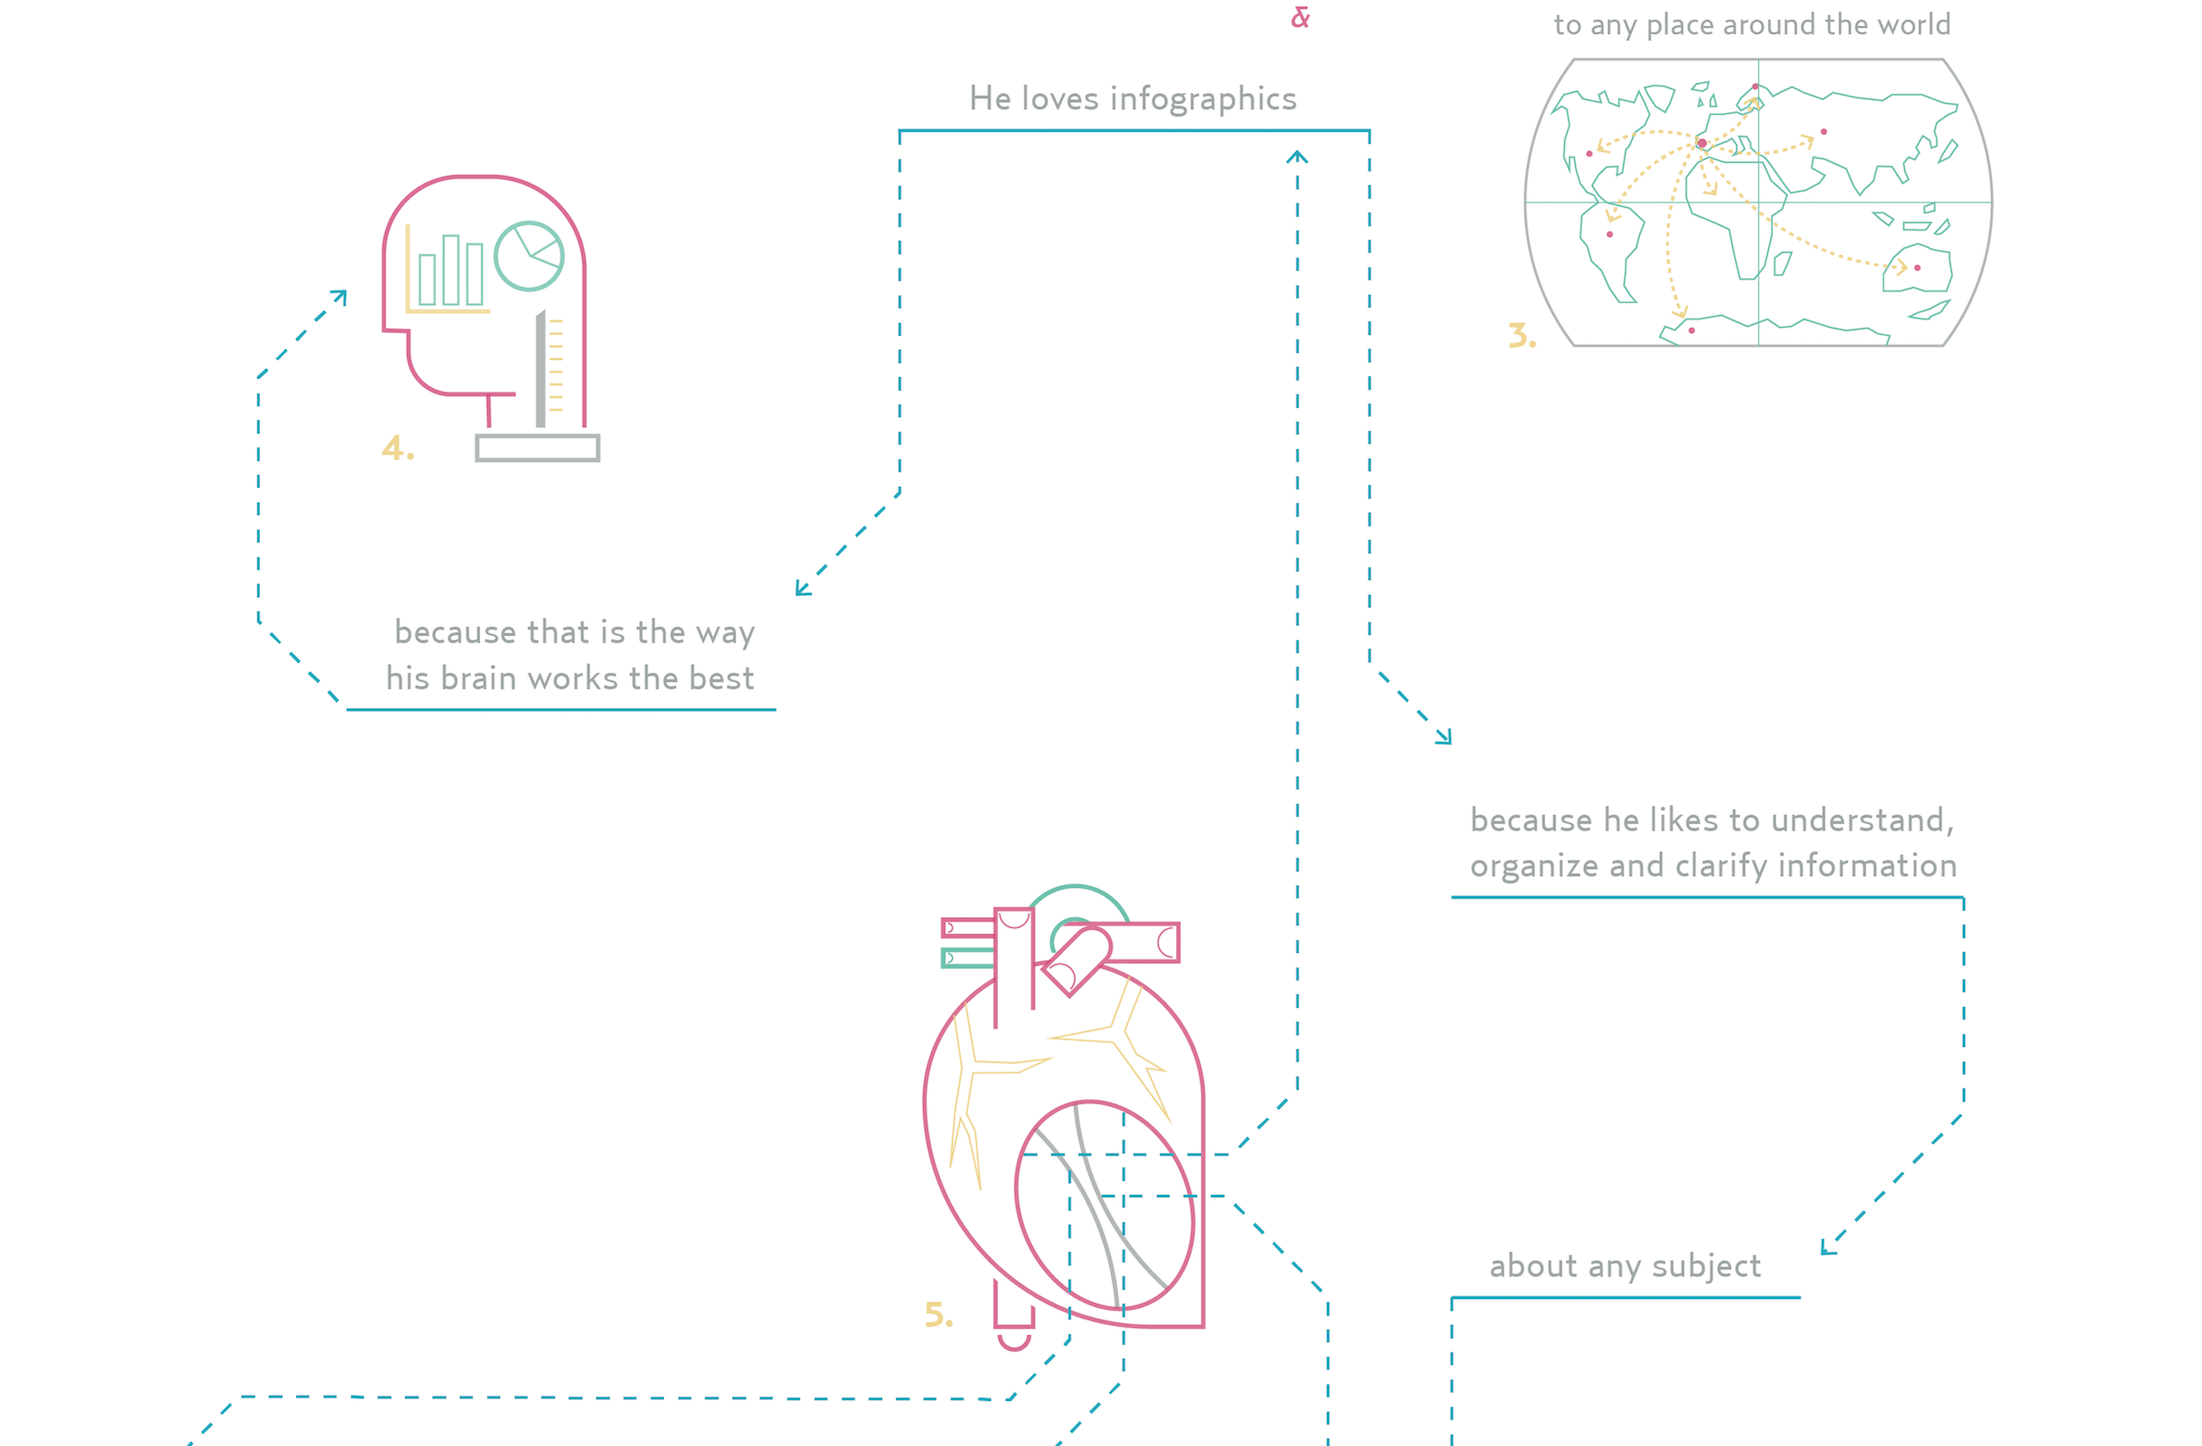 &
to any place around the world
He loves infographics
3.
4.
because that is the way
his brain works the best
because he likes to understand,
organize and clarify information
about any subject
5.